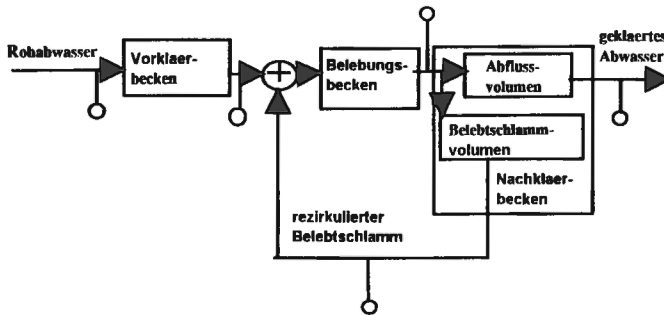 Rohabwasser
Vorklaer-
becken
Belebungs-
becken
Abfluss-
volumen
geklaertes
Abwasser
Belebtschlamm-
volumen
Nachklaer-
becken
rezirkulierter
Belebtschlamm